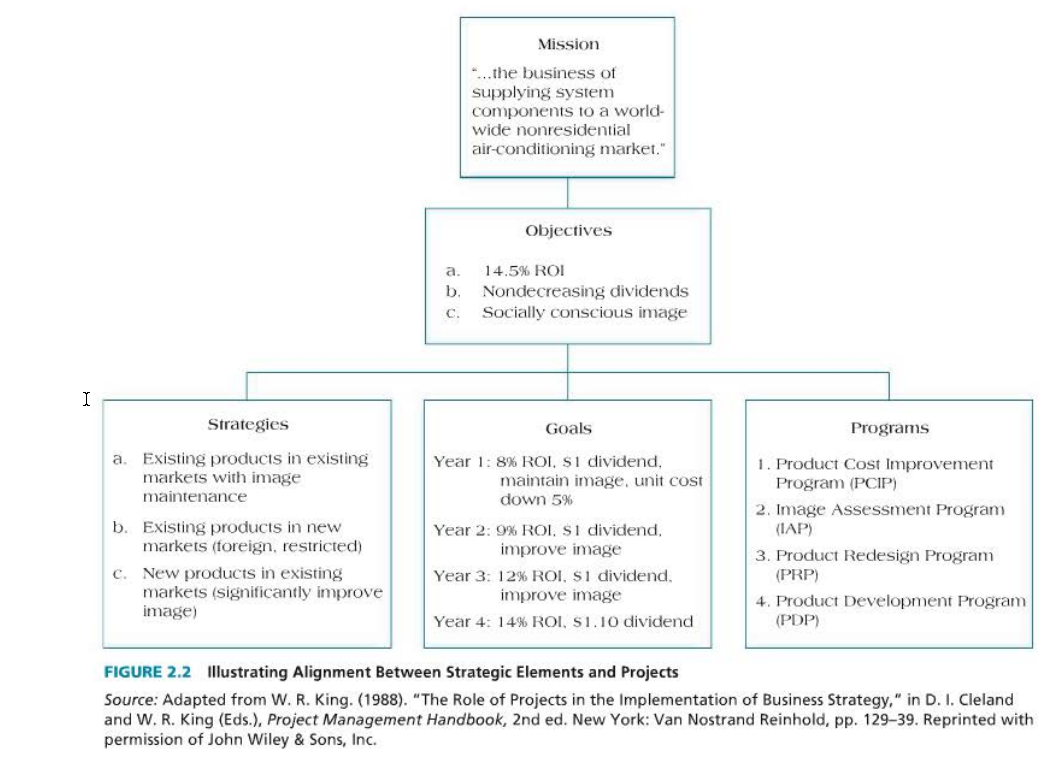 Mission
"...the business of
supplying system
components to a world-
wide nonresidential
air-conditioning market."
Objectives
a. 14.5% ROI
b. Nondecreasing dividends
c. Socially conscious image
Strategies
a. Existing products in existing
markets with image
maintenance
b. Existing products in new
markets (foreign, restricted)
c. New products in existing
markets (significantly improve
image)
Goals
Year 1: 8% ROI, $1 dividend,
maintain image, unit cost
down 5%
Year 2: 9% ROI, $1 dividend,
improve image
Year 3: 12% ROI, $1 dividend,
improve image
Year 4: 14% ROI, $1.10 dividend
Programs
1. Product Cost Improvement
Program (PCIP)
2. Image Assessment Program
(IAP)
3. Product Redesign Program
(PRP)
4. Product Development Program
(PDP)
FIGURE 2.2 Illustrating Alignment Between Strategic Elements and Projects
Source: Adapted from W. R. King. (1988). "The Role of Projects in the Implementation of Business Strategy," in D. I. Cleland
and W. R. King (Eds.), Project Management Handbook, 2nd ed. New York: Van Nostrand Reinhold, pp. 129–39. Reprinted with
permission of John Wiley & Sons, Inc.